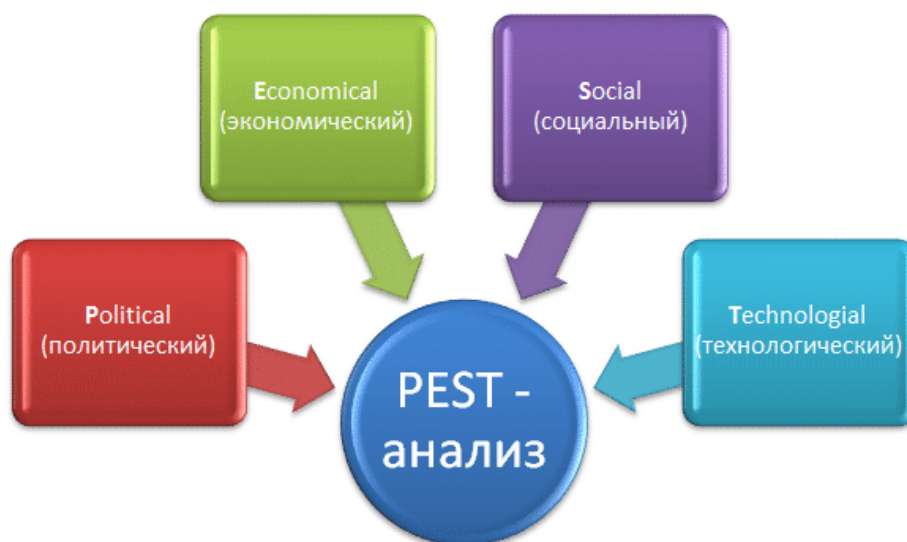 Political
(политический)
Economical
(экономический)
Social
(социальный)
Technologial
(технологический)
PEST -
анализ